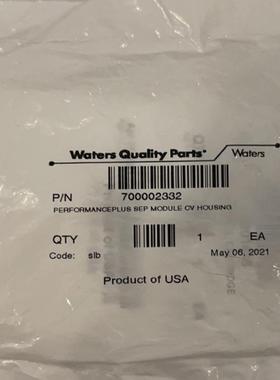 Waters Quality Parts Waters
P/N 700002332
PERFORMANCEPLUS SEP MODULE CV HOUSING
QTY 1 EA
Code: slb May 06, 2021
Product of USA